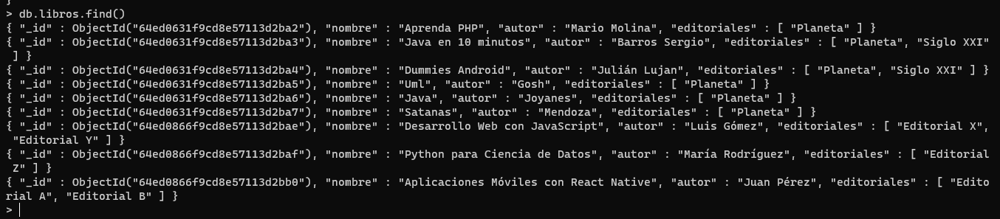 }
> db.libros.find()
{ "_id" : ObjectId("64ed0631f9cd8e57113d2ba2"), "nombre" : "Aprenda PHP", "autor" : "Mario Molina", "editoriales" : [ "Planeta" ] }
{ "_id" : ObjectId("64ed0631f9cd8e57113d2ba3"), "nombre" : "Java en 10 minutos", "autor" : "Barros Sergio", "editoriales" : [ "Planeta", "Siglo XXI"
 ] }
{ "_id" : ObjectId("64ed0631f9cd8e57113d2ba4"), "nombre" : "Dummies Android", "autor" : "Julián Lujan", "editoriales" : [ "Planeta", "Siglo XXI" ] }
{ "_id" : ObjectId("64ed0631f9cd8e57113d2ba5"), "nombre" : "Uml", "autor" : "Gosh", "editoriales" : [ "Planeta" ] }
{ "_id" : ObjectId("64ed0631f9cd8e57113d2ba6"), "nombre" : "Java", "autor" : "Joyanes", "editoriales" : [ "Planeta" ] }
{ "_id" : ObjectId("64ed0631f9cd8e57113d2ba7"), "nombre" : "Satanas", "autor" : "Mendoza", "editoriales" : [ "Planeta" ] }
{ "_id" : ObjectId("64ed0866f9cd8e57113d2bae"), "nombre" : "Desarrollo Web con JavaScript", "autor" : "Luis Gómez", "editoriales" : [ "Editorial X",
 "Editorial Y" ] }
{ "_id" : ObjectId("64ed0866f9cd8e57113d2baf"), "nombre" : "Python para Ciencia de Datos", "autor" : "María Rodríguez", "editoriales" : [ "Editorial
 Z" ] }
{ "_id" : ObjectId("64ed0866f9cd8e57113d2bb0"), "nombre" : "Aplicaciones Móviles con React Native", "autor" : "Juan Pérez", "editoriales" : [ "Edito
rial A", "Editorial B" ] }
>